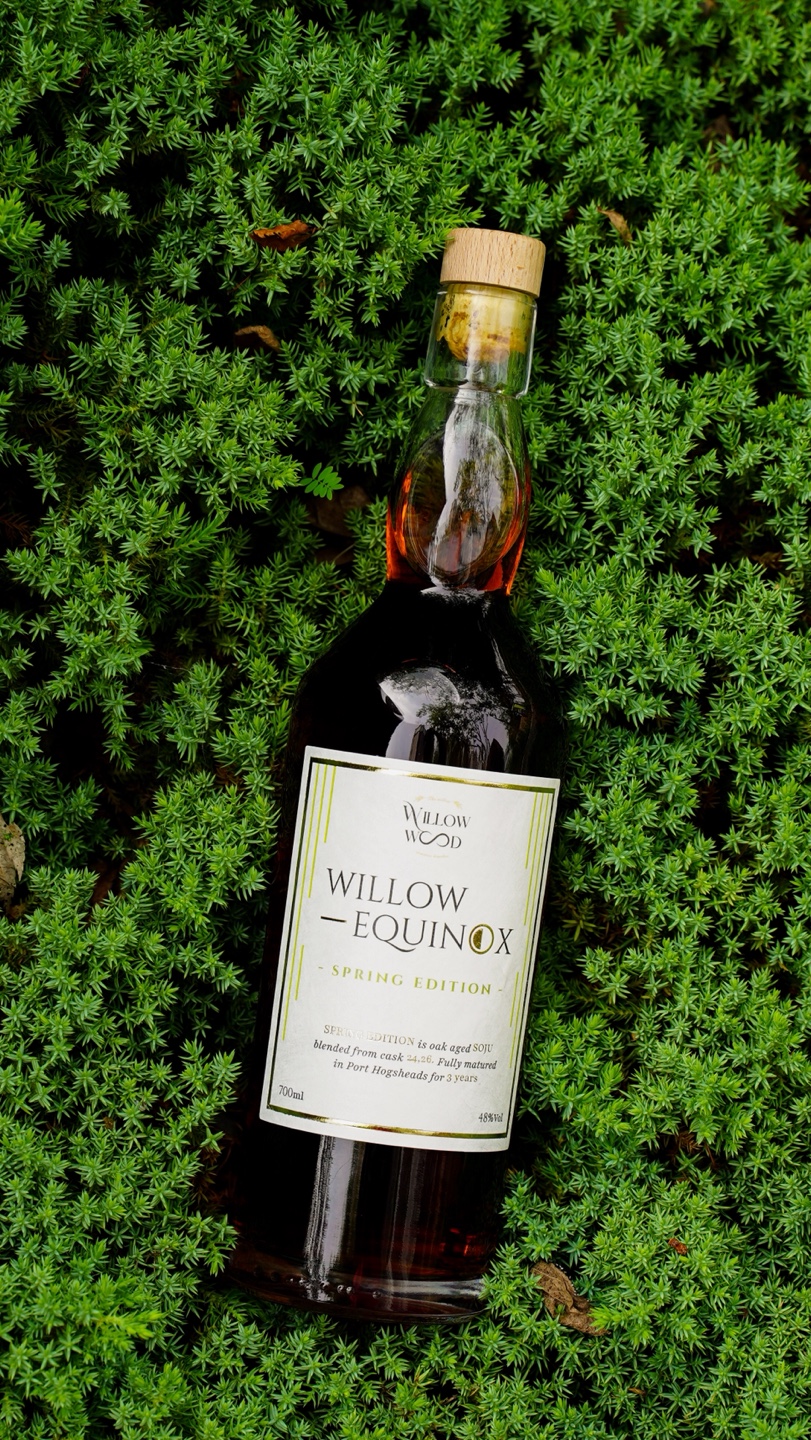 WILLOW
WOOD
WILLOW
—EQUINOX
- SPRING EDITION -
SPRING EDITION is oak aged SOJU
blended from cask 24,26. Fully matured
in Port Hogsheads for 3 years
700ml
48%Vol